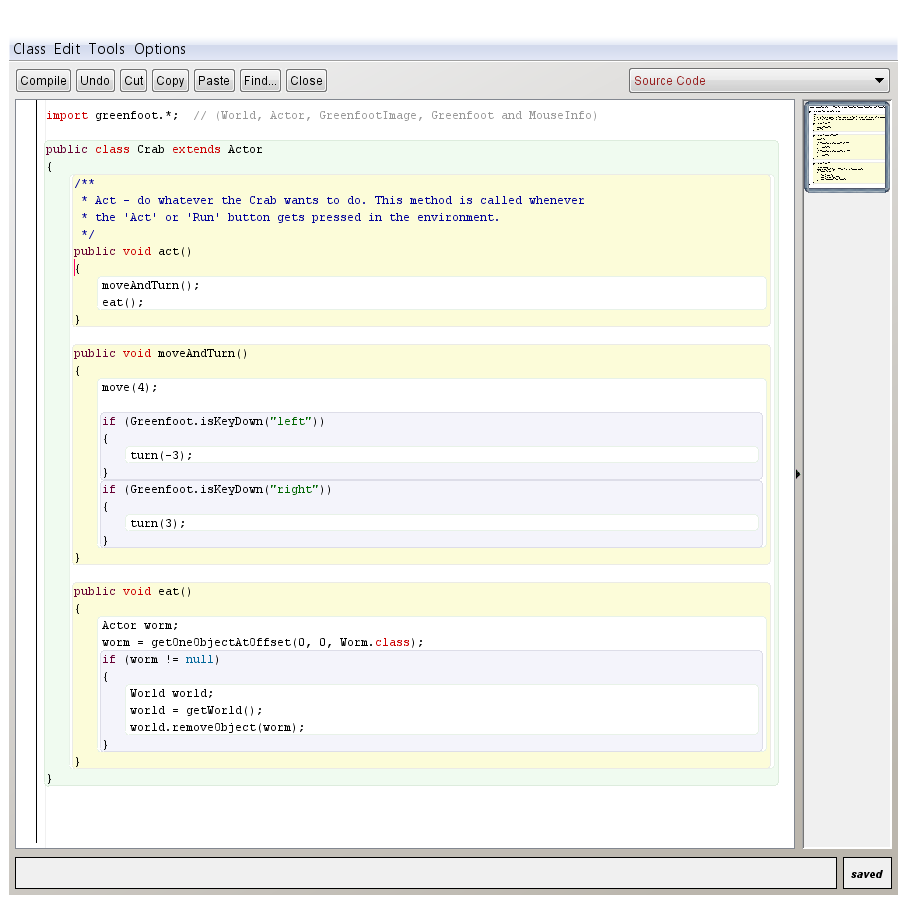 Class Edit Tools Options
Compile Undo Cut Copy Paste Find... Close Source Code
import greenfoot.*;  // (World, Actor, GreenfootImage, Greenfoot and MouseInfo)
public class Crab extends Actor
{
/**
* Act - do whatever the Crab wants to do. This method is called whenever
* the 'Act' or 'Run' button gets pressed in the environment.
*/
public void act()
{
moveAndTurn();
eat();
}
public void moveAndTurn()
{
move(4);
if (Greenfoot.isKeyDown("left"))
{
turn(-3);
}
if (Greenfoot.isKeyDown("right"))
{
turn(3);
}
}
public void eat()
{
Actor worm;
worm = getOneObjectAtOffset(0, 0, Worm.class);
if (worm != null)
{
World world;
world = getWorld();
world.removeObject(worm);
}
}
}
saved